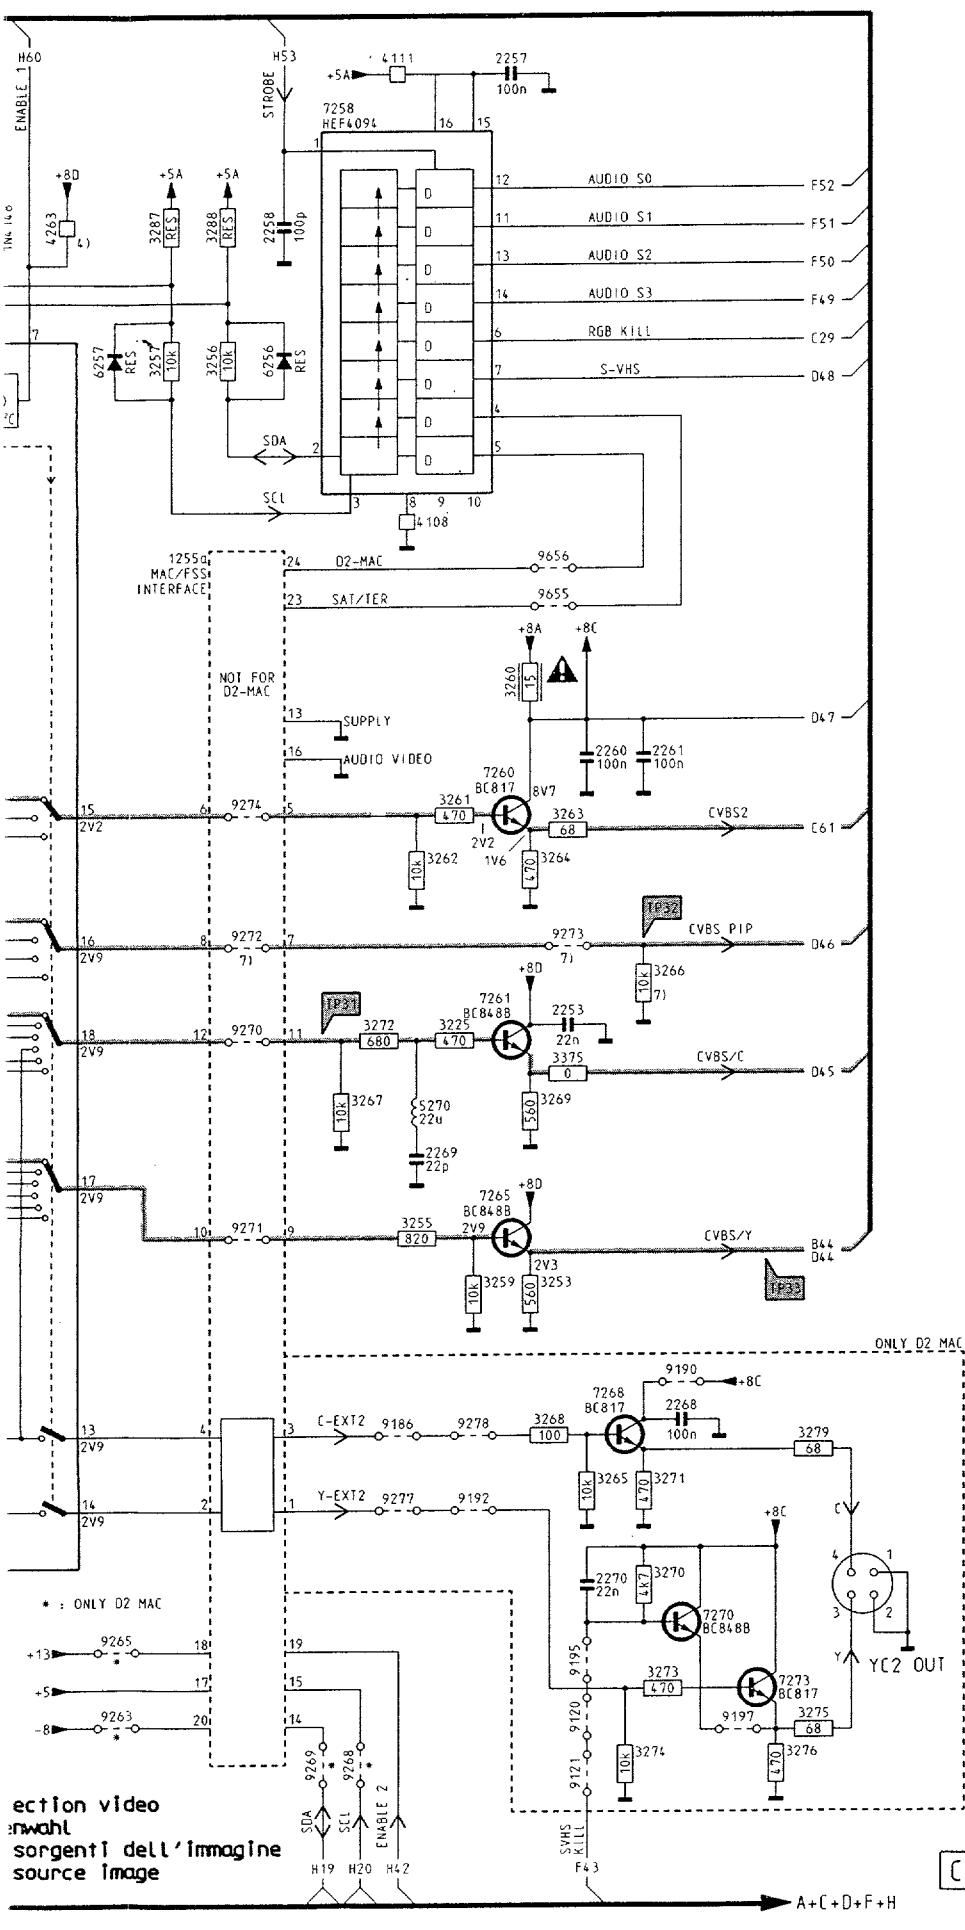 H60
ENABLE 1
H53
STROBE
+5A
4111
2257
100n
7258
HEF4094
16
15
1
+8D
4263
4)
1N4148
+5A
+5A
3287
RES
3288
RES
2258
100p
D
12
AUDIO S0
F52
D
11
AUDIO S1
F51
D
13
AUDIO S2
F50
D
14
AUDIO S3
F49
D
6
RGB KILL
C29
D
7
S-VHS
D48
D
4
D
5
7
6257
RES
3257
10k
3256
10k
6256
RES
SDA
2
SCL
3
8
9
10
4108
1255a
MAC/FSS
INTERFACE
24
D2-MAC
9656
23
SAT/TER
9655
+8A
+8C
NOT FOR
D2-MAC
3260
15
13
SUPPLY
D47
16
AUDIO VIDEO
2260
100n
2261
100n
7260
BC817
8V7
15
2V2
6
9274
5
3261
470
2V2
1V6
3263
68
CVBS2
C61
3262
10k
3264
470
TP32
16
2V9
8
9272
7)
7
9273
7)
CVBS PIP
D46
3266
10k
7)
+8D
TP31
7261
BC848B
2253
22n
18
2V9
12
9270
11
3272
680
3225
470
3375
0
CVBS/C
D45
3267
10k
5270
22u
3269
560
2269
22p
17
2V9
+8D
7265
BC848B
10
9271
9
3255
820
2V9
CVBS/Y
B44
D44
2V3
3259
10k
3253
560
TP33
ONLY D2 MAC
9190
+8C
7268
BC817
2268
100n
13
2V9
4
3
C-EXT2
9186
9278
3268
100
3279
68
3265
10k
3271
470
14
2V9
2
1
Y-EXT2
9277
9192
+8C
C
4
1
3
2
2270
22n
3270
4k7
7270
BC848B
* : ONLY D2 MAC
+13
9265
*
18
19
9195
Y
YC2 OUT
+5
17
15
3273
470
7273
BC817
-8
9263
*
20
14
9120
9197
3275
68
9269
*
9268
*
9121
3274
10k
3276
470
ection video
enwahl
sorgenti dell'immagine
source image
SDA
SCL
ENABLE 2
SVHS
KILL
H19
H20
H42
F43
C
A+C+D+F+H